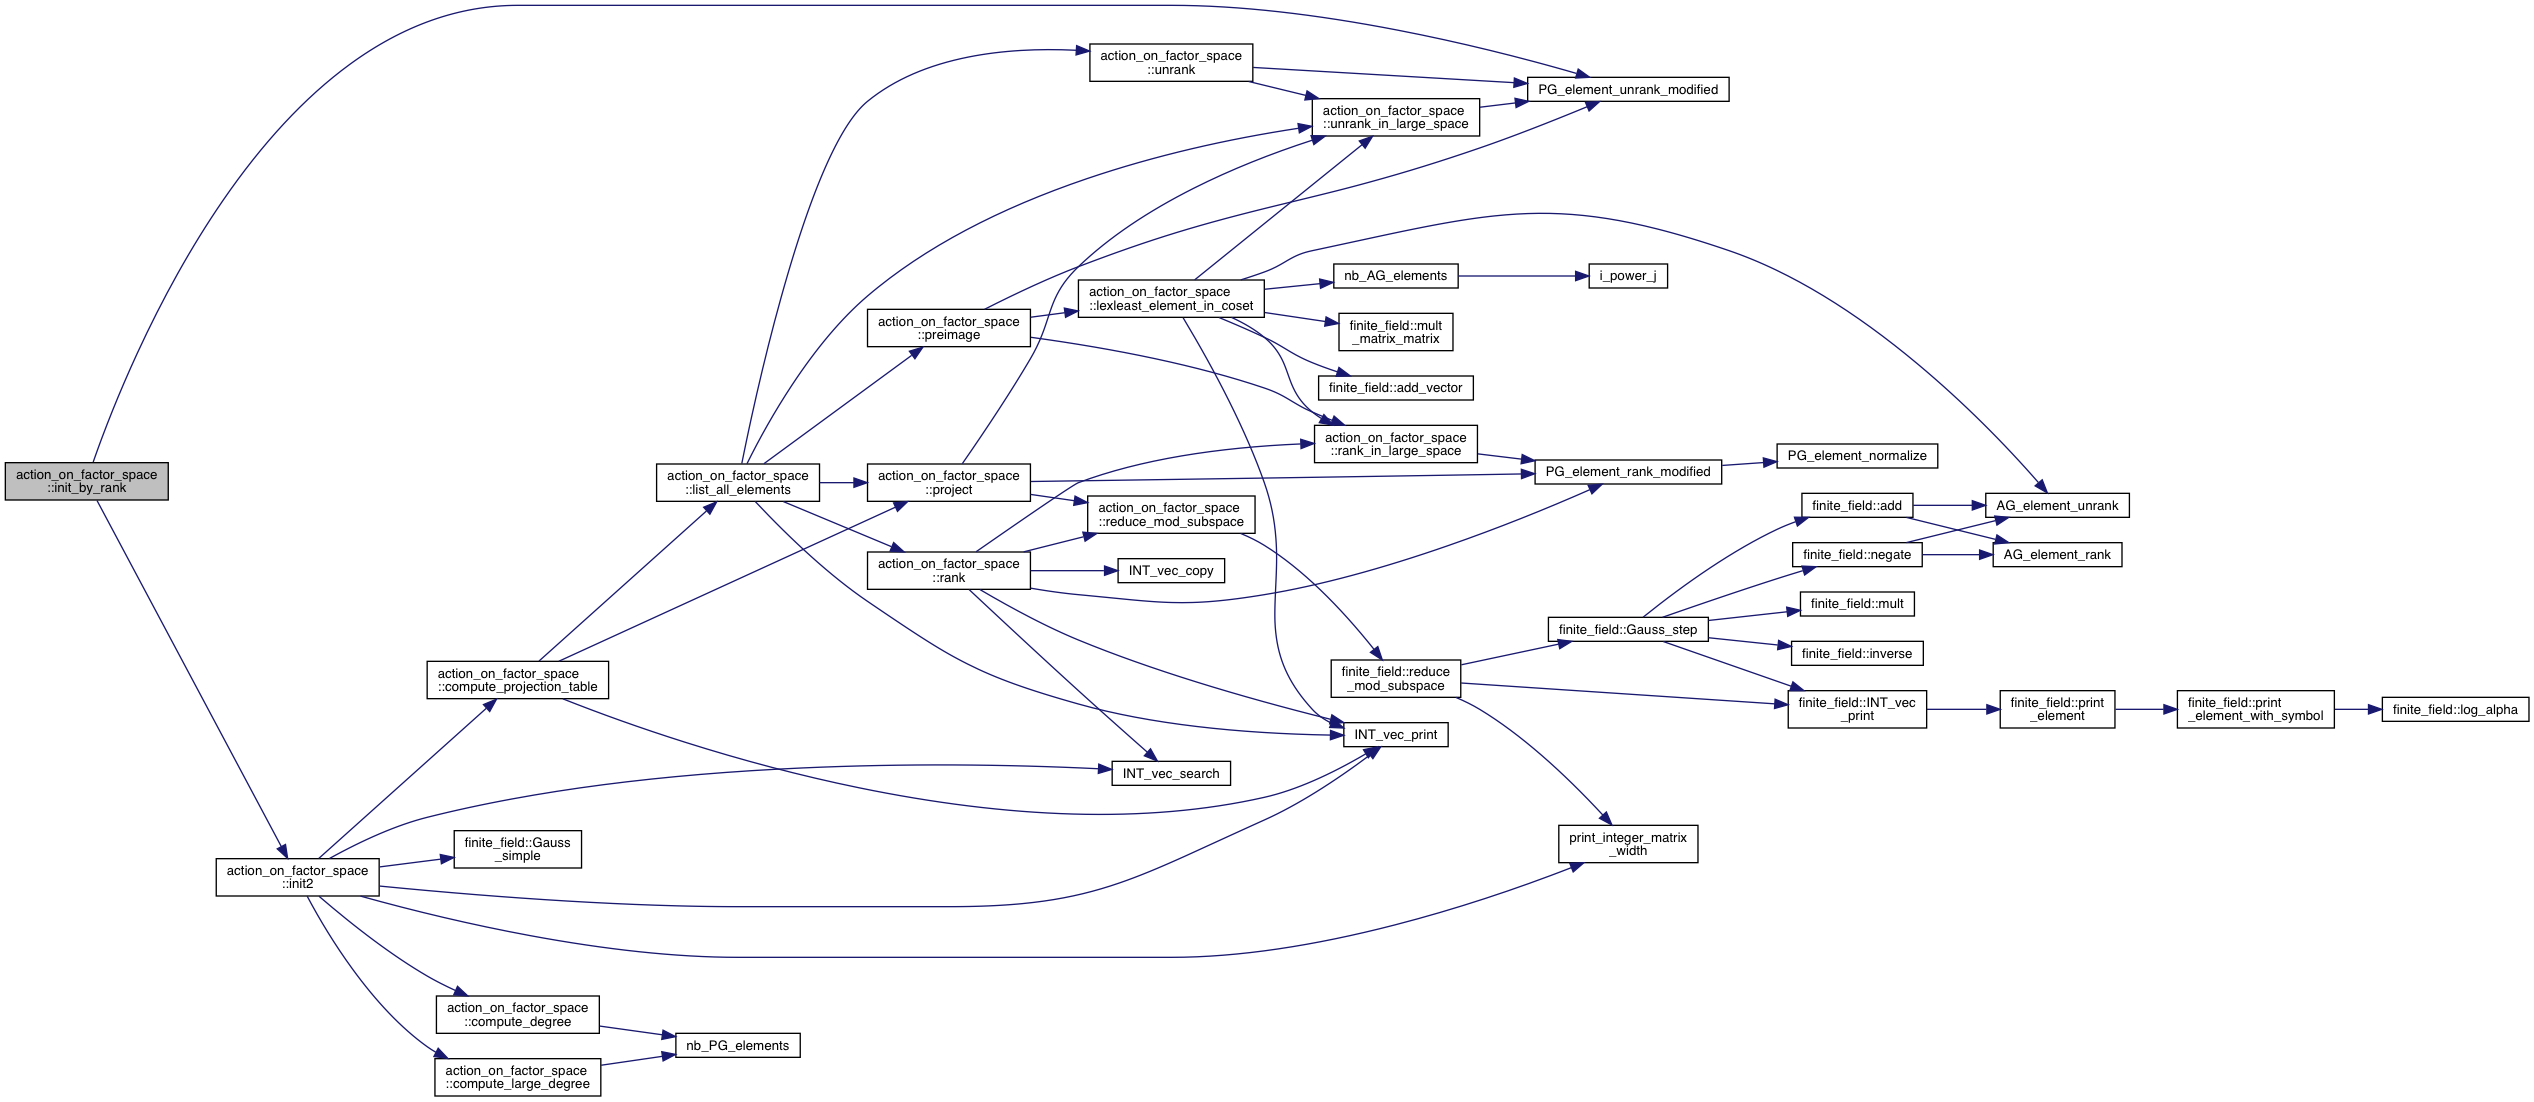 action_on_factor_space
::init_by_rank
action_on_factor_space
::init2
action_on_factor_space
::compute_projection_table
finite_field::Gauss
_simple
action_on_factor_space
::compute_degree
action_on_factor_space
::compute_large_degree
action_on_factor_space
::list_all_elements
nb_PG_elements
action_on_factor_space
::preimage
action_on_factor_space
::project
action_on_factor_space
::rank
action_on_factor_space
::unrank
action_on_factor_space
::lexleast_element_in_coset
action_on_factor_space
::reduce_mod_subspace
INT_vec_copy
INT_vec_search
action_on_factor_space
::unrank_in_large_space
nb_AG_elements
finite_field::mult
_matrix_matrix
finite_field::add_vector
action_on_factor_space
::rank_in_large_space
finite_field::reduce
_mod_subspace
INT_vec_print
PG_element_unrank_modified
i_power_j
PG_element_rank_modified
finite_field::Gauss_step
print_integer_matrix
_width
PG_element_normalize
finite_field::add
finite_field::negate
finite_field::mult
finite_field::inverse
finite_field::INT_vec
_print
AG_element_unrank
AG_element_rank
finite_field::print
_element
finite_field::print
_element_with_symbol
finite_field::log_alpha